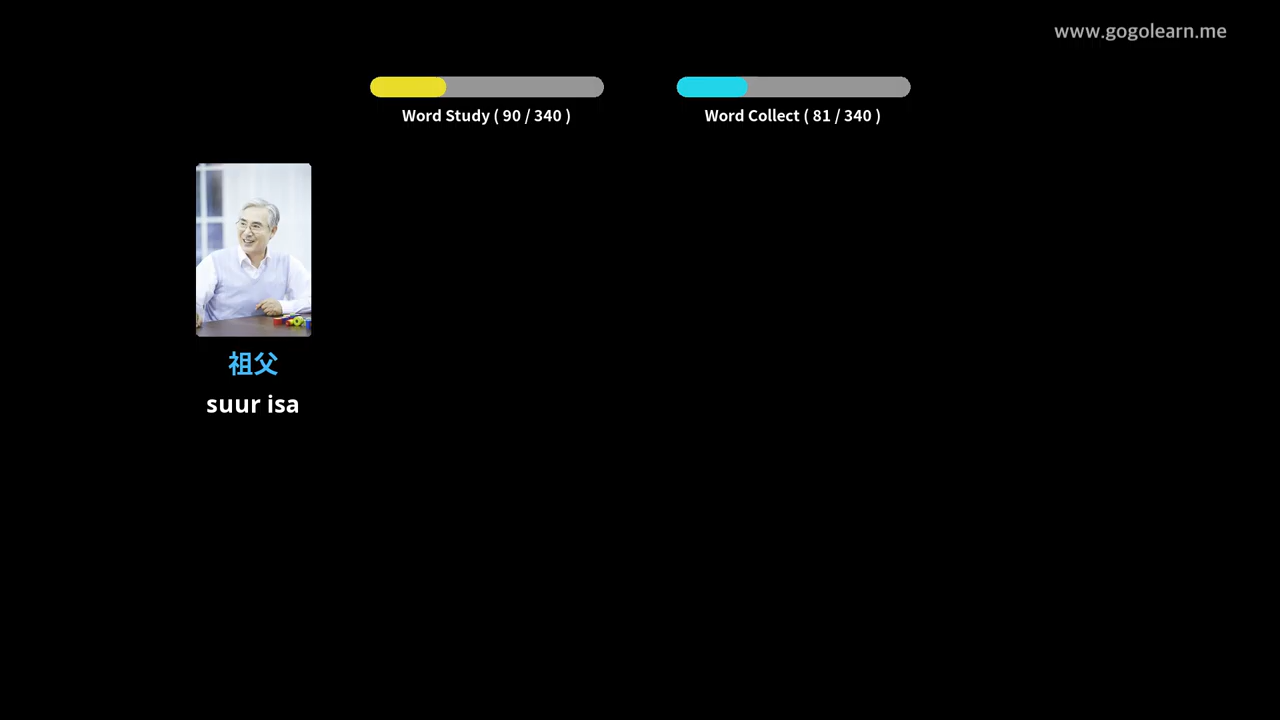 www.gogolearn.me
Word Study ( 90 / 340 )
Word Collect ( 81 / 340 )
祖父
suur isa